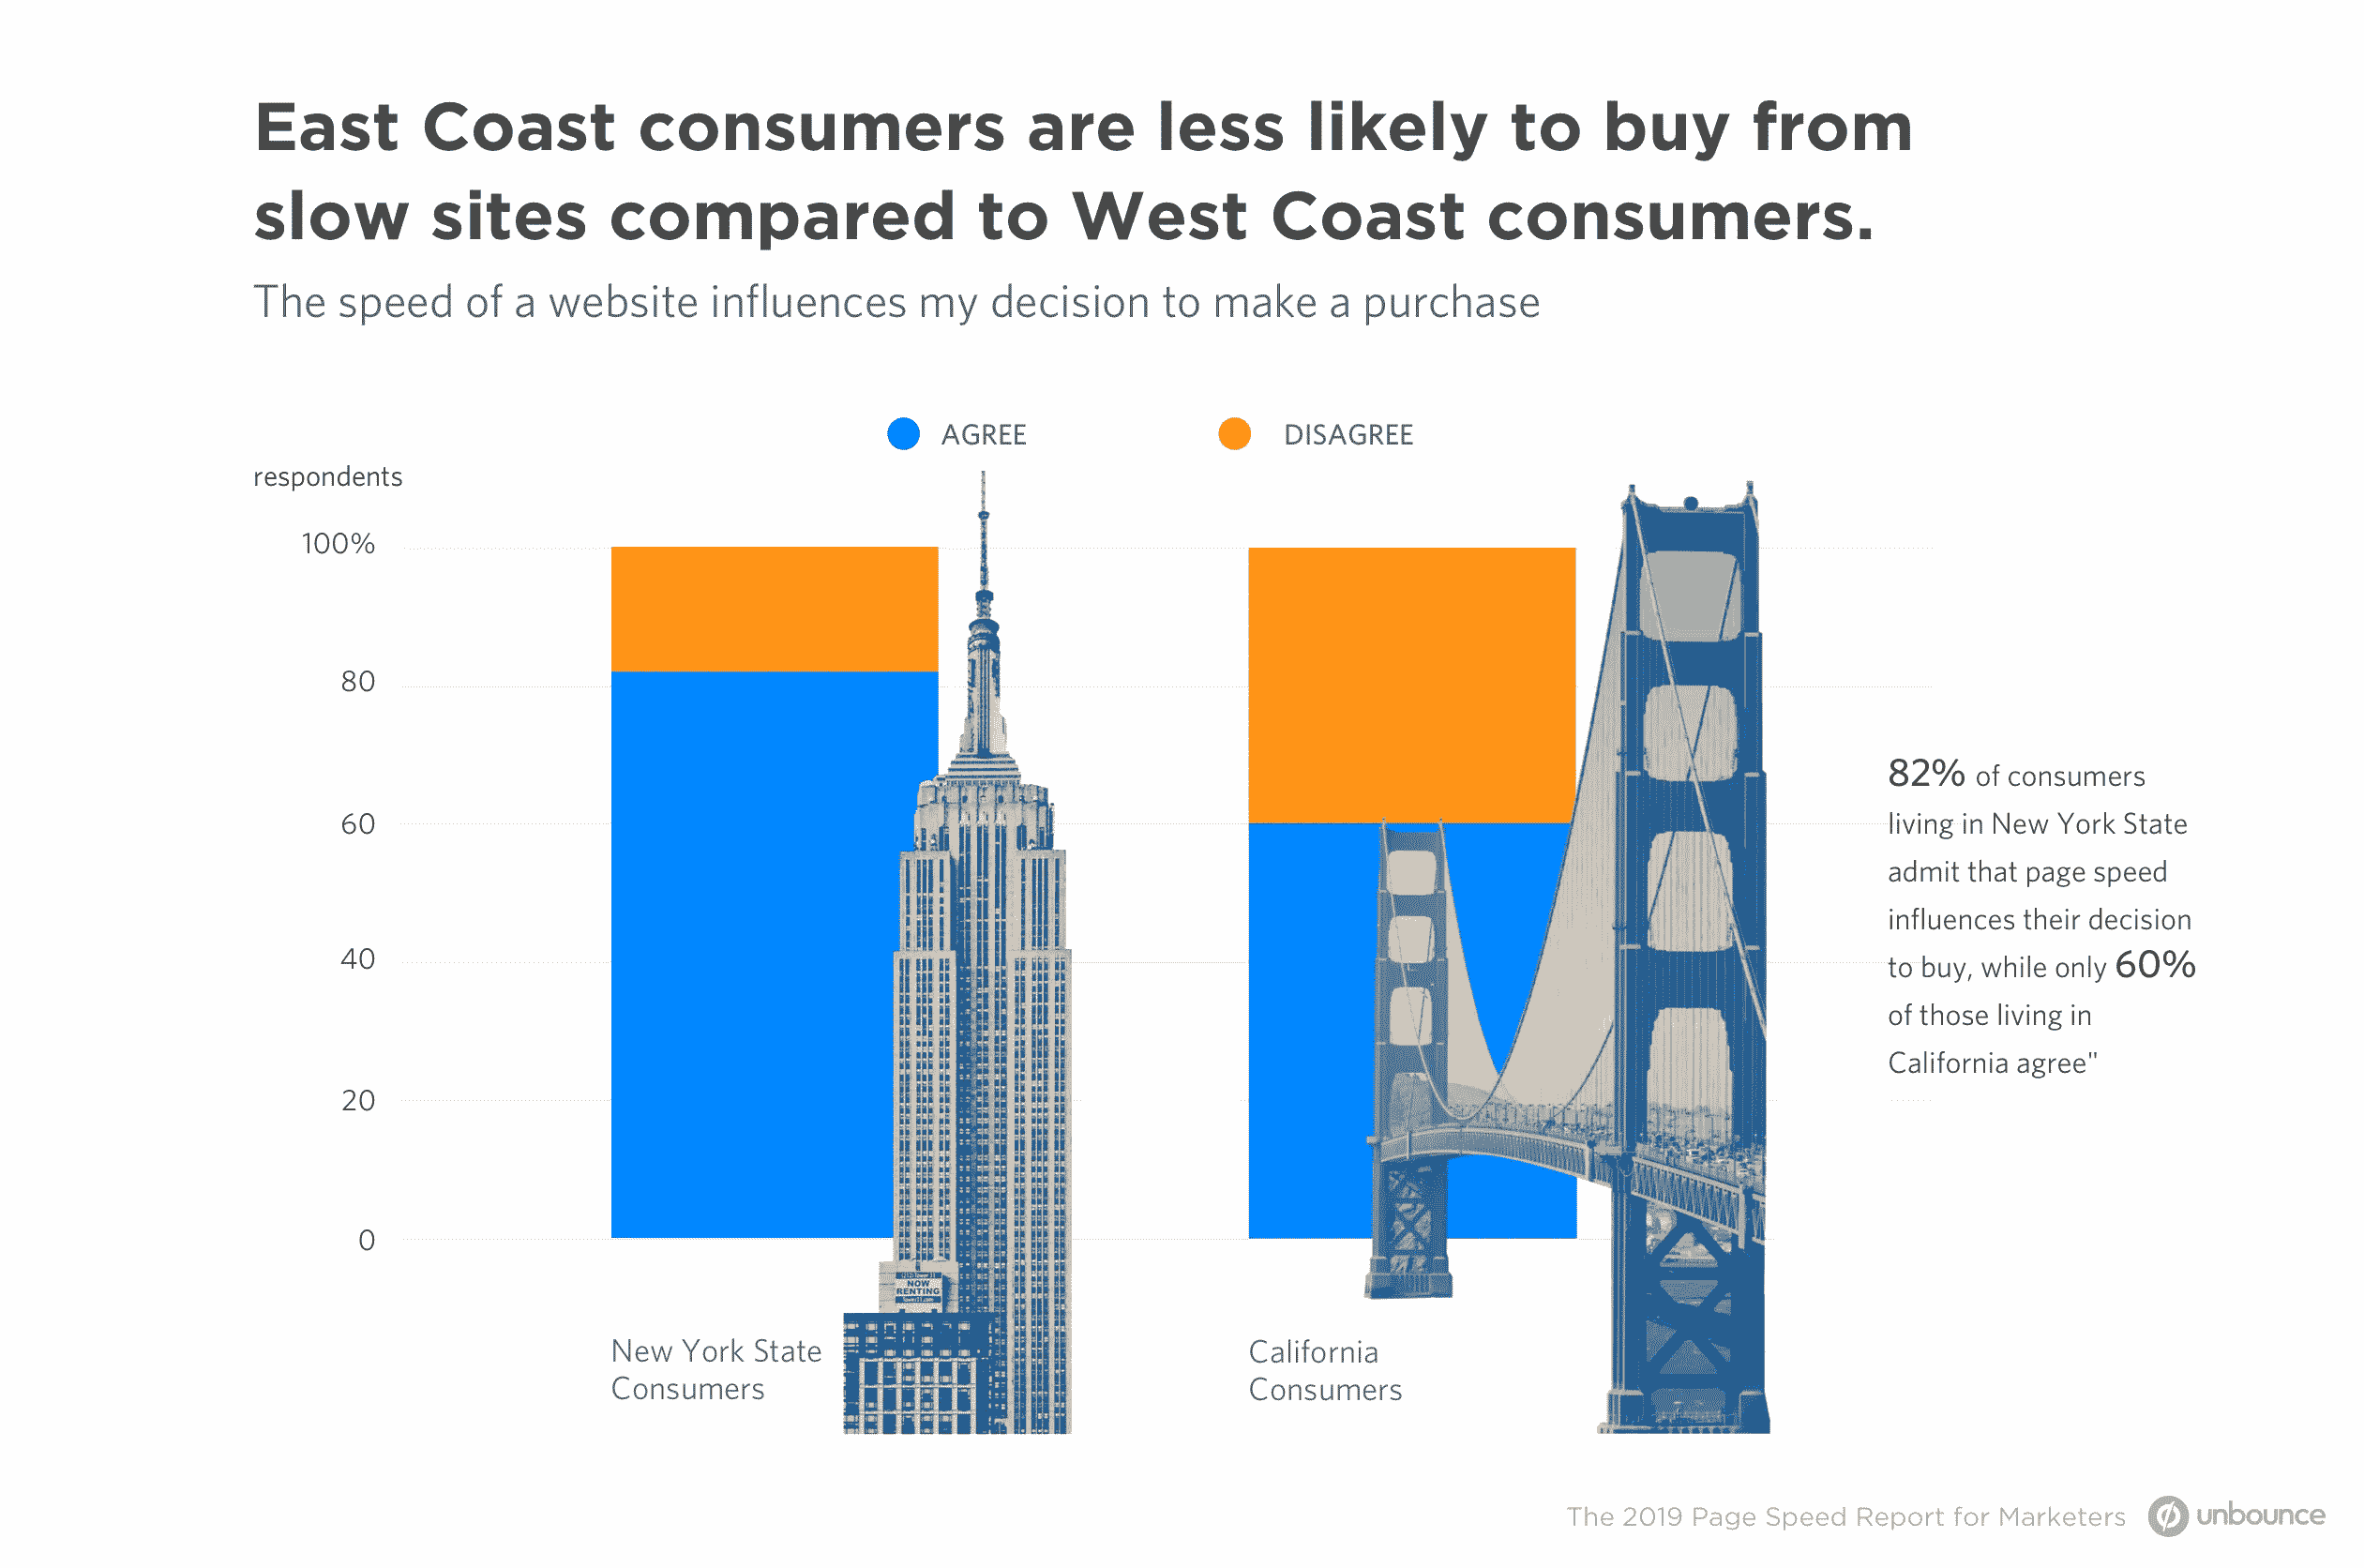 East Coast consumers are less likely to buy from
slow sites compared to West Coast consumers.
The speed of a website influences my decision to make a purchase
AGREE
DISAGREE
respondents
100%
80
60
40
20
0
82% of consumers
living in New York State
admit that page speed
influences their decision
to buy, while only 60%
of those living in
California agree"
NOW
RENTING
New York State
Consumers
California
Consumers
The 2019 Page Speed Report for Marketers
unbounce